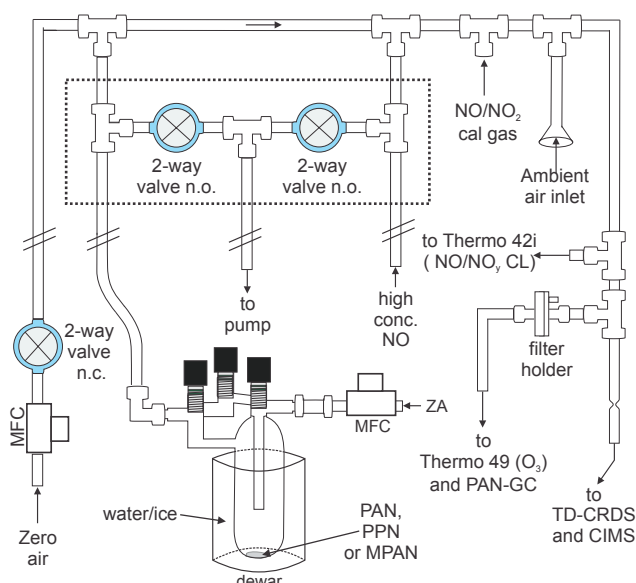 NO/NO₂
cal gas
Ambient
air inlet
2-way
valve n.o.
2-way
valve n.o.
to Thermo 42i
( NO/NOy CL)
to
pump
high
conc.
NO
2-way
valve
n.c.
filter
holder
MFC
MFC
ZA
to
Thermo 49 (O₃)
and PAN-GC
to
TD-CRDS
and CIMS
Zero
air
water/ice
PAN,
PPN
or MPAN
dewar